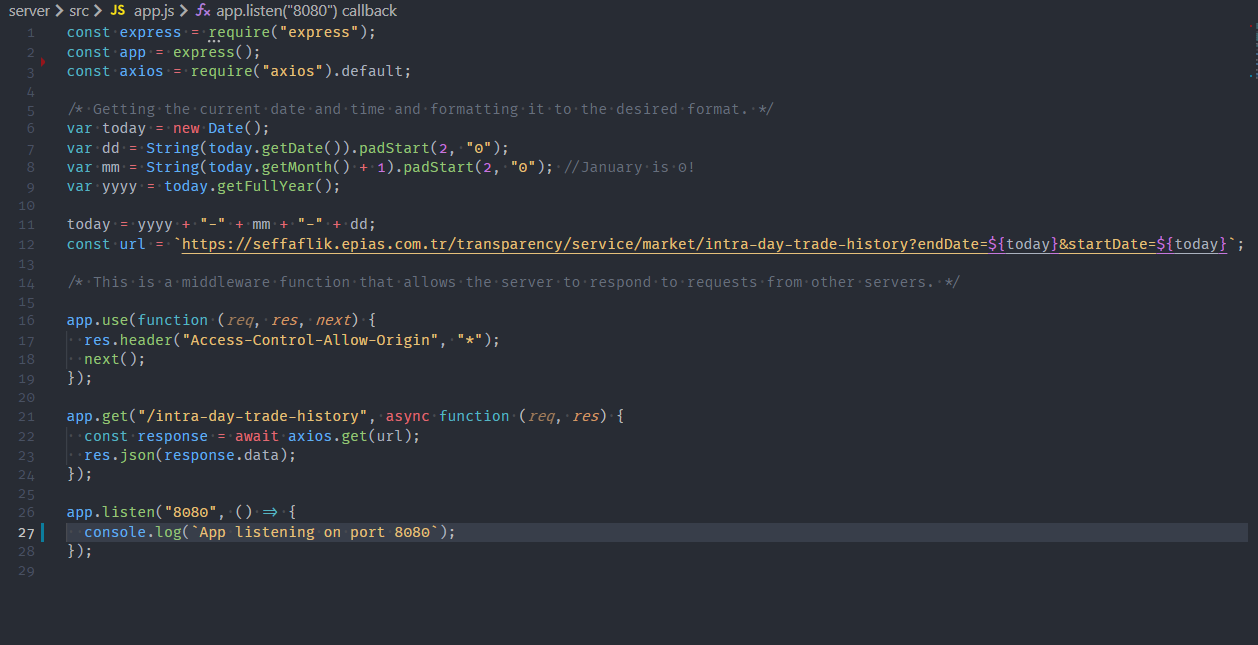 server > src > JS app.js > app.listen("8080") callback
1 const express = require("express");
2 const app = express();
3 const axios = require("axios").default;
4
5 /* Getting the current date and time and formatting it to the desired format. */
6 var today = new Date();
7 var dd = String(today.getDate()).padStart(2, "0");
8 var mm = String(today.getMonth() + 1).padStart(2, "0"); //January is 0!
9 var yyyy = today.getFullYear();
10
11 today = yyyy + "-" + mm + "-" + dd;
12 const url = `https://seffaflik.epias.com.tr/transparency/service/market/intra-day-trade-history?endDate=${today}&startDate=${today}`;
13
14 /* This is a middleware function that allows the server to respond to requests from other servers. */
15
16 app.use(function (req, res, next) {
17   res.header("Access-Control-Allow-Origin", "*");
18   next();
19 });
20
21 app.get("/intra-day-trade-history", async function (req, res) {
22   const response = await axios.get(url);
23   res.json(response.data);
24 });
25
26 app.listen("8080", () => {
27   console.log(`App listening on port 8080`);
28 });
29